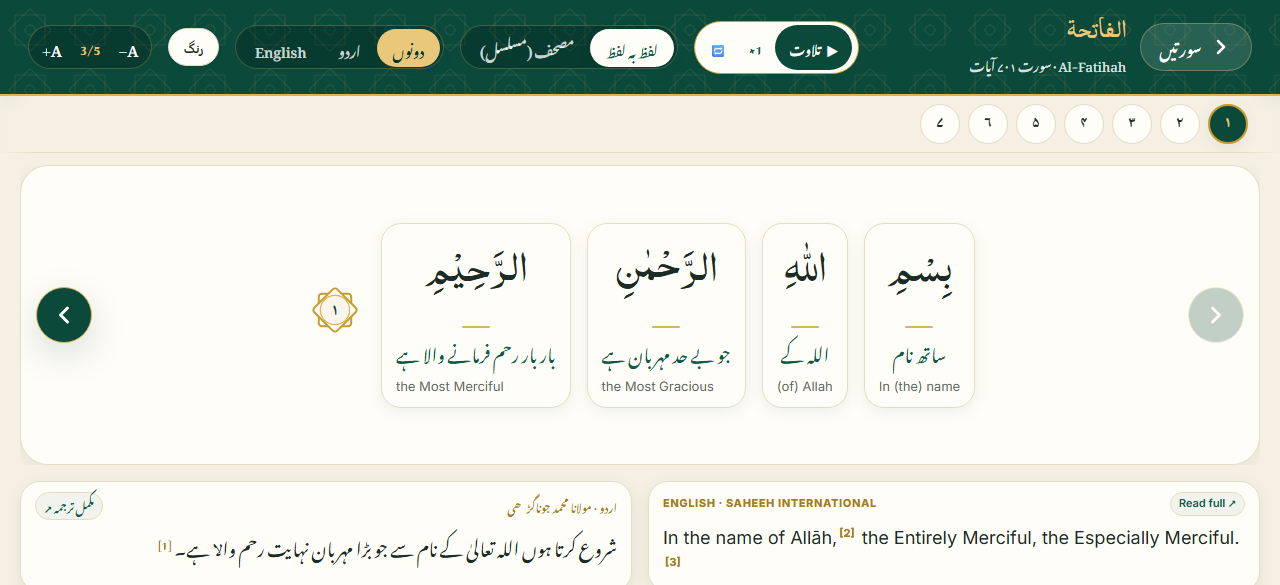 سورتیں
الفاتحة
Al-Fatihah · سورت ۱ · ۷ آیات
▶ تلاوت
لفظ بہ لفظ
مصحف (مسلسل)
دونوں
اردو
English
رنگ
A−
3/5
A+
۱
۲
۳
۴
۵
۶
۷
بِسْمِ اللّٰهِ الرَّحْمٰنِ الرَّحِيْمِ ۱
ساتھ نام
In (the) name
اللہ کے
(of) Allah
جو بے حد مہربان ہے
the Most Gracious
بار بار رحم فرمانے والا ہے
the Most Merciful
اردو · مولانا محمد جوناگڑھی
مکمل ترجمہ ↗
شروع کرتا ہوں اللہ تعالیٰ کے نام سے جو بڑا مہربان نہایت رحم والا ہے۔ [1]
ENGLISH · SAHEEH INTERNATIONAL
Read full ↗
In the name of Allāh,[2] the Entirely Merciful, the Especially Merciful.
[3]